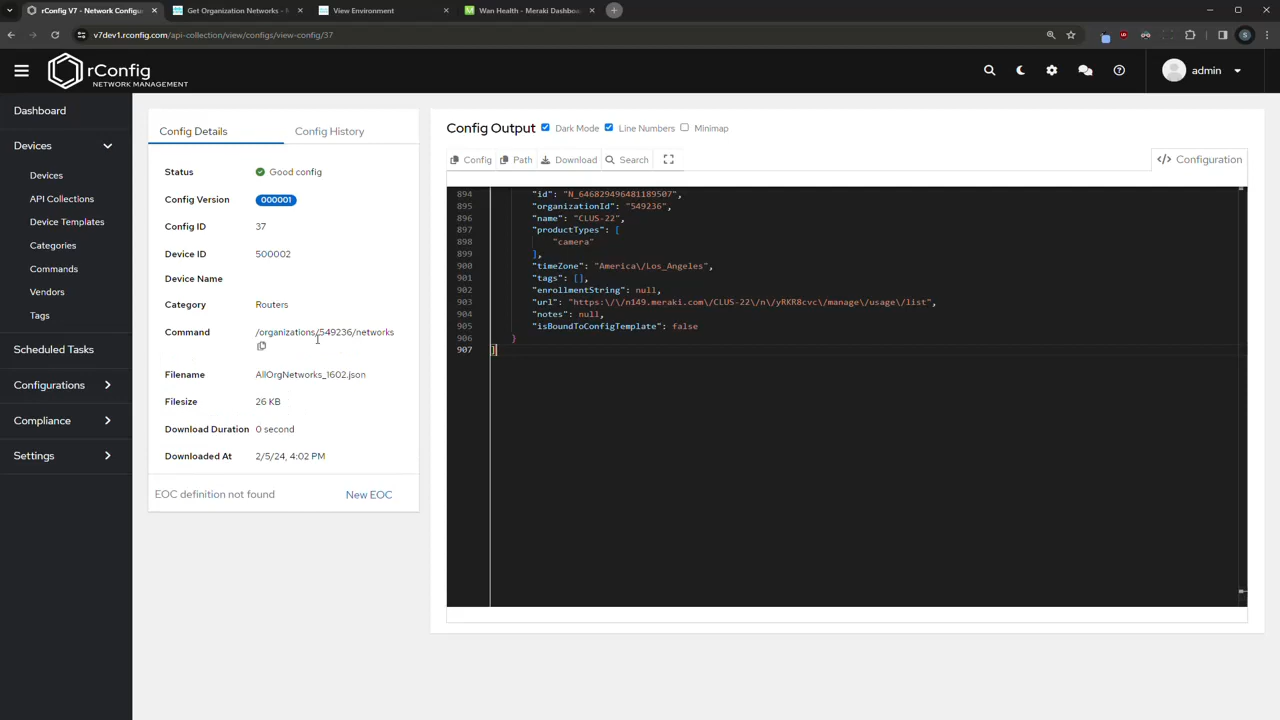 rConfig V7 - Network Configu
Get Organization Networks -
View Environment
Wan Health - Meraki Dashbo
v7dev1.rconfig.com/api-collection/view/configs/view-config/37
rConfig
NETWORK MANAGEMENT
admin
Dashboard
Devices
Devices
API Collections
Device Templates
Categories
Commands
Vendors
Tags
Scheduled Tasks
Configurations
Compliance
Settings
Config Details
Config History
Status Good config
Config Version 000001
Config ID 37
Device ID 500002
Device Name
Category Routers
Command /organizations/549236/networks
Filename AllOrgNetworks_1602.json
Filesize 26 KB
Download Duration 0 second
Downloaded At 2/5/24, 4:02 PM
EOC definition not found New EOC
Config Output Dark Mode Line Numbers Minimap
Config Path Download Search
</> Configuration
894 "id": "N_646829496481189507",
895 "organizationId": "549236",
896 "name": "CLUS-22",
897 "productTypes": [
898 "camera"
899 ],
900 "timeZone": "America\/Los_Angeles",
901 "tags": [],
902 "enrollmentString": null,
903 "url": "https:\/\/n149.meraki.com\/CLUS-22\/n\/yRKR8cvc\/manage\/usage\/list",
904 "notes": null,
905 "isBoundToConfigTemplate": false
906 }
907 ]